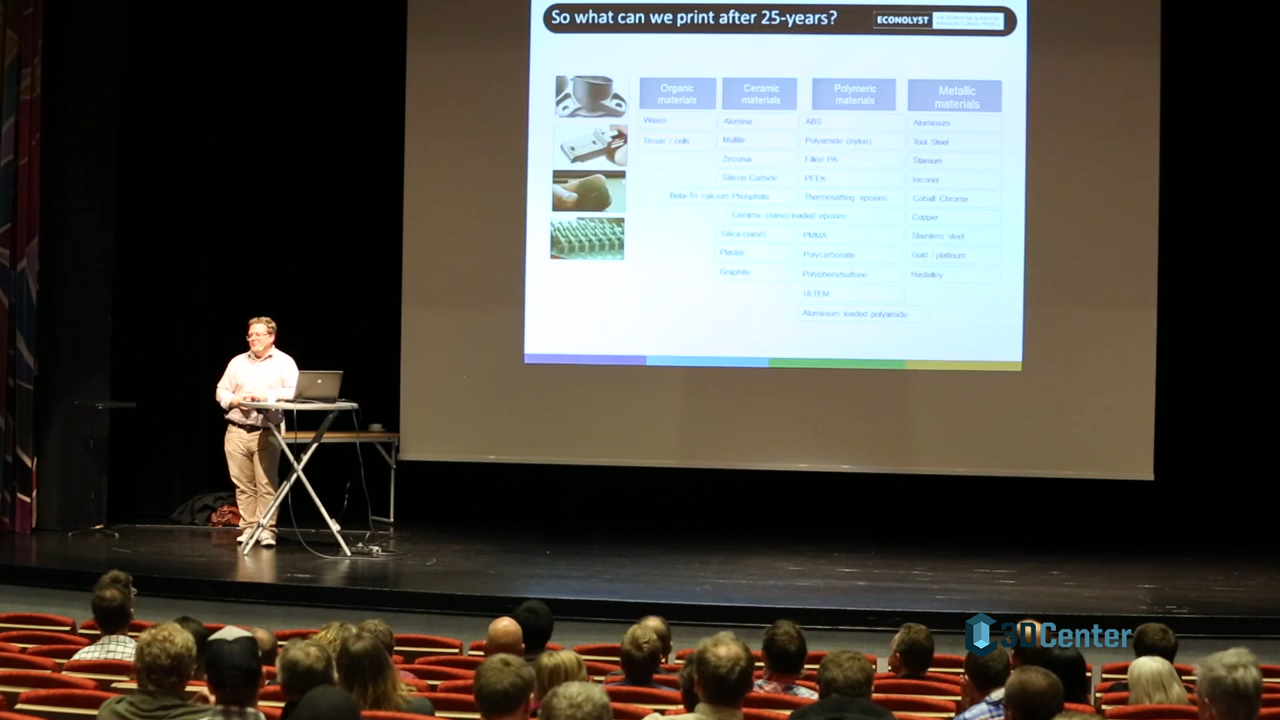 So what can we print after 25-years?
ECONOLYST
Organic
materials
Ceramic
materials
Polymeric
materials
Metallic
materials
Waxes
Tissue / cells
Alumina
Mullite
Zirconia
Silicon Carbide
Beta-Tri calcium Phosphate
Ceramic (nano) loaded epoxies
Silica (sand)
Plaster
Graphite
ABS
Polyamide (nylon)
Filled PA
PEEK
Thermosetting epoxies
PMMA
Polycarbonate
Polyphenylsulfone
ULTEM
Aluminium loaded polyamide
Aluminium
Tool Steel
Titanium
Inconel
Cobalt Chrome
Copper
Stainless steel
Gold / platinum
Hastelloy
3DCenter